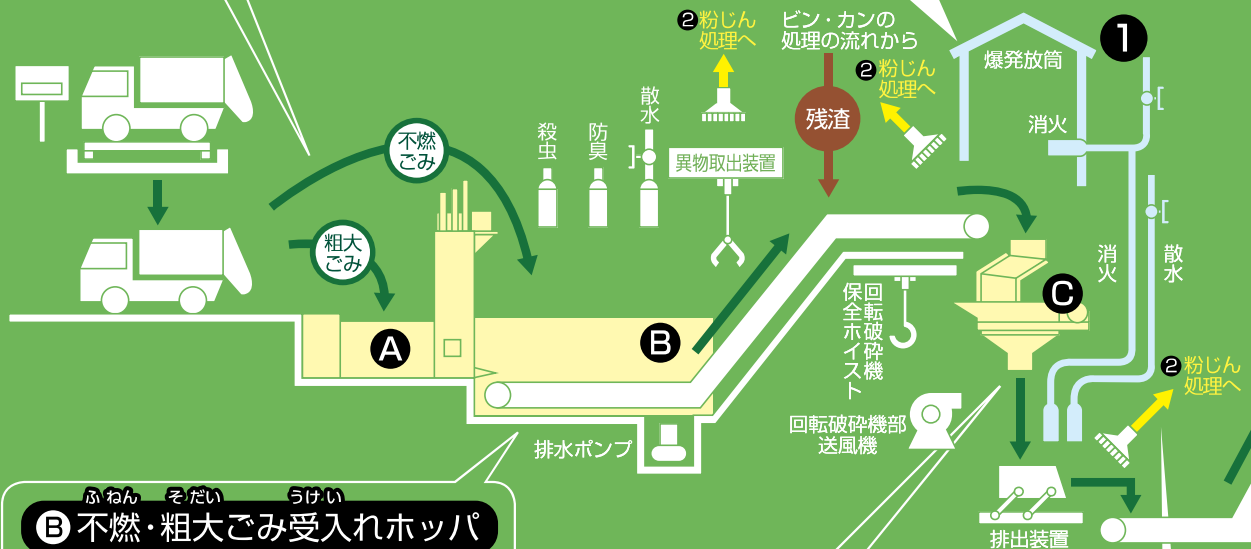 ❷粉じん
処理へ
ビン・カンの
処理の流れから
❷粉じん
処理へ
爆発放筒
1
消火
残渣
散水
防臭
殺虫
異物取出装置
不燃
ごみ
粗大
ごみ
A
B
C
消火
散水
回転破砕機
保全ホイスト
❷粉じん
処理へ
回転破砕機部
送風機
排水ポンプ
排出装置
ふねん そだい うけい
B 不燃・粗大ごみ受入れホッパ